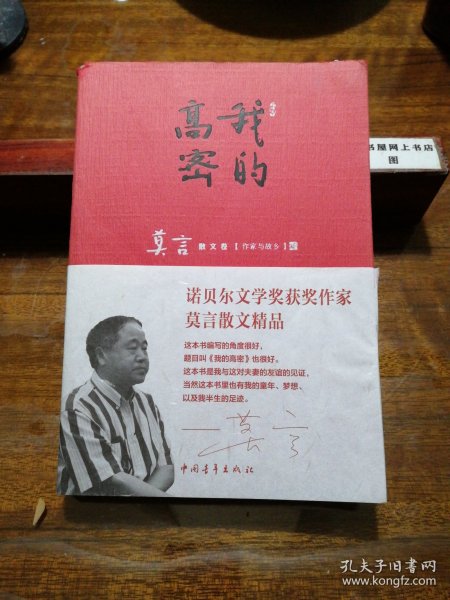 我的
高密
莫言 散文卷【作家与故乡】
书屋网上书店
图
诺贝尔文学奖获奖作家
莫言散文精品
这本书编写的角度很好,
题目叫《我的高密》也很好。
这本书是我与这对夫妻的友谊的见证,
当然这本书里也有我的童年、梦想、
以及我半生的足迹。
——莫言
中国青年出版社
孔夫子旧书网
www.kongfz.com